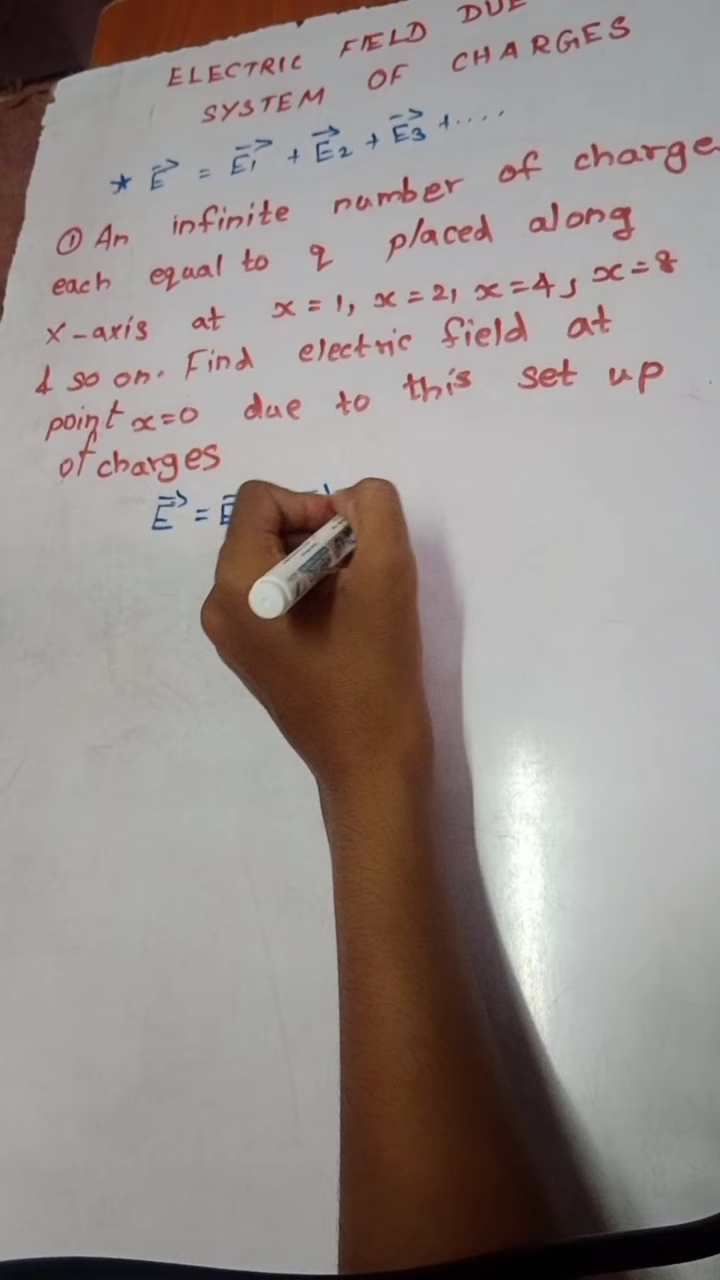 ELECTRIC FIELD DUE
SYSTEM OF CHARGES
* E⃗ = E⃗1 + E⃗2 + E⃗3 + ....
① An infinite number of charge
each equal to q placed along
X-axis at x=1, x=2, x=4, x=8
& so on. Find electric field at
point x=0 due to this set up
of charges
E⃗ =